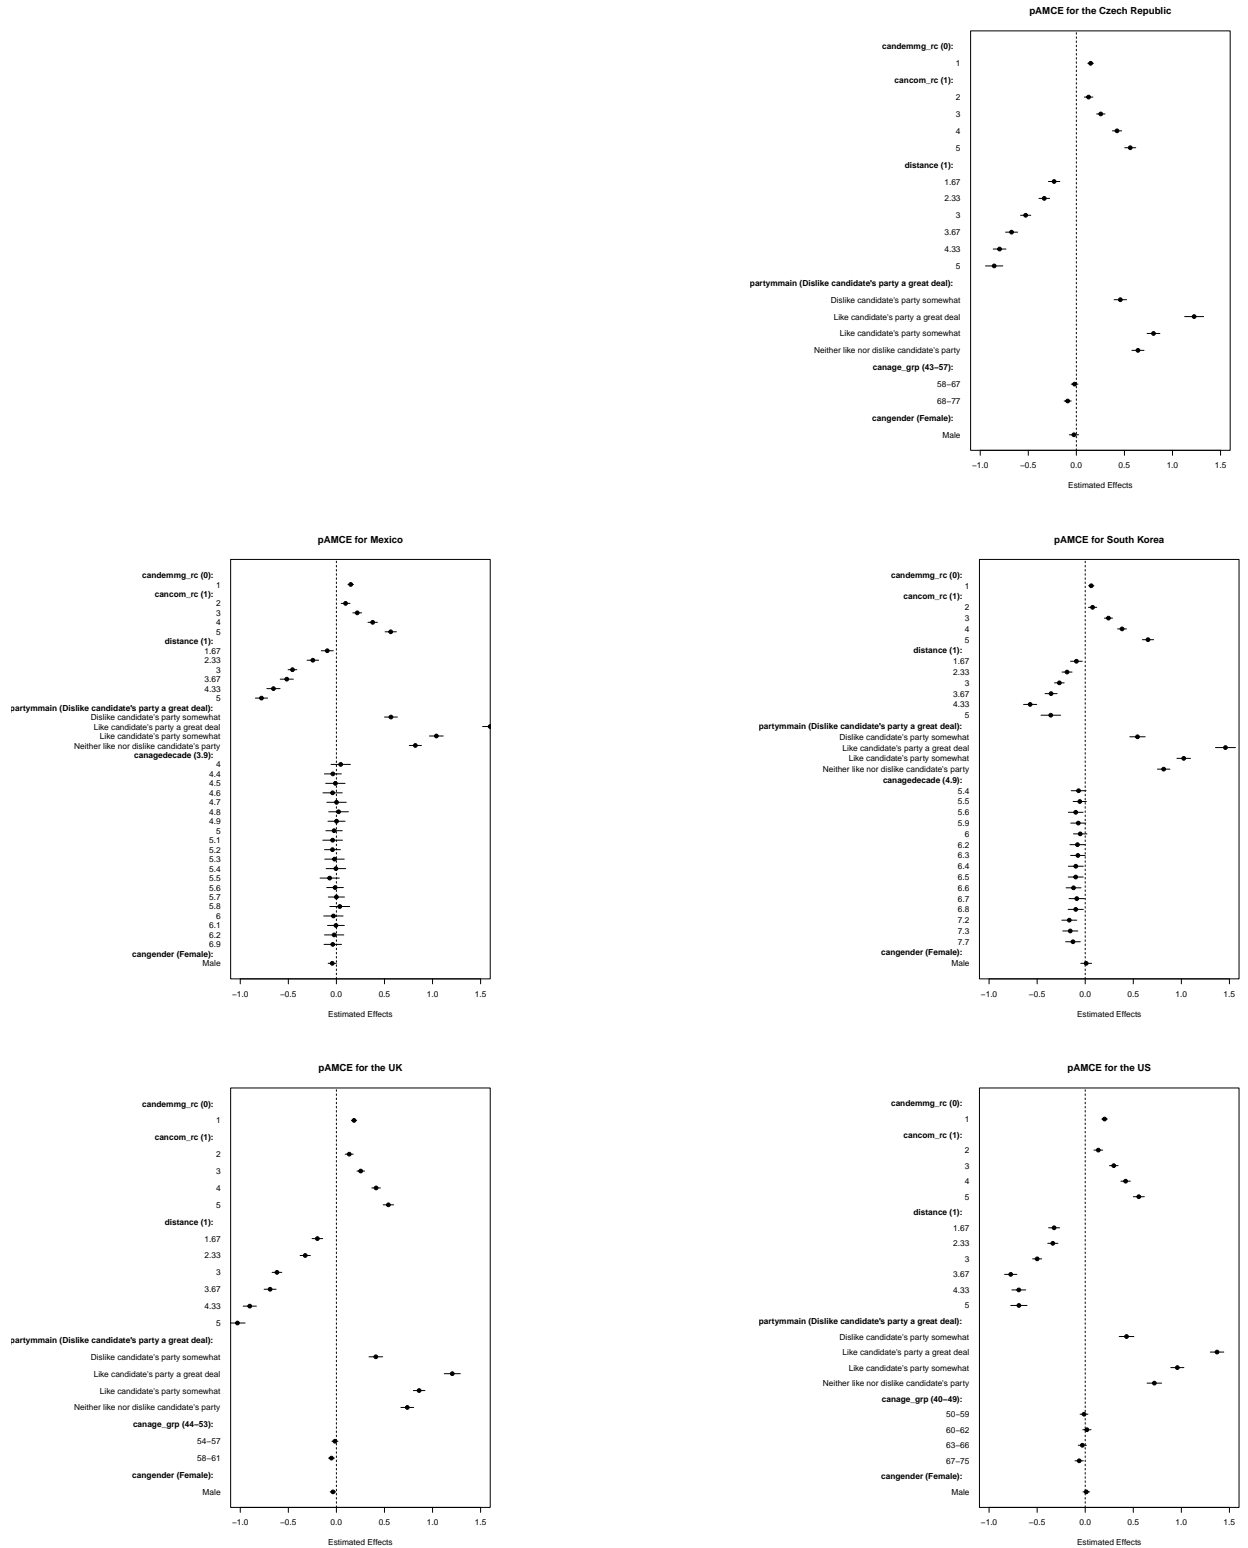 pAMCE for the Czech Republic
candemmg_rc (0):
1
cancom_rc (1):
2
3
4
5
distance (1):
1.67
2.33
3
3.67
4.33
5
partymmain (Dislike candidate's party a great deal):
Dislike candidate's party somewhat
Like candidate's party a great deal
Like candidate's party somewhat
Neither like nor dislike candidate's party
canage_grp (43–57):
58–67
68–77
cangender (Female):
Male
−1.0 −0.5 0.0 0.5 1.0 1.5
Estimated Effects
pAMCE for Mexico
candemmg_rc (0):
1
cancom_rc (1):
2
3
4
5
distance (1):
1.67
2.33
3
3.67
4.33
5
partymmain (Dislike candidate's party a great deal):
Dislike candidate's party somewhat
Like candidate's party a great deal
Like candidate's party somewhat
Neither like nor dislike candidate's party
canagedecade (3.9):
4
4.4
4.5
4.6
4.7
4.8
4.9
5
5.1
5.2
5.3
5.4
5.5
5.6
5.7
5.8
6
6.1
6.2
6.9
cangender (Female):
Male
−1.0 −0.5 0.0 0.5 1.0 1.5
Estimated Effects
pAMCE for South Korea
candemmg_rc (0):
1
cancom_rc (1):
2
3
4
5
distance (1):
1.67
2.33
3
3.67
4.33
5
partymmain (Dislike candidate's party a great deal):
Dislike candidate's party somewhat
Like candidate's party a great deal
Like candidate's party somewhat
Neither like nor dislike candidate's party
canagedecade (4.9):
5.4
5.5
5.6
5.9
6
6.2
6.3
6.4
6.5
6.6
6.7
6.8
7.2
7.3
7.7
cangender (Female):
Male
−1.0 −0.5 0.0 0.5 1.0 1.5
Estimated Effects
pAMCE for the UK
candemmg_rc (0):
1
cancom_rc (1):
2
3
4
5
distance (1):
1.67
2.33
3
3.67
4.33
5
partymmain (Dislike candidate's party a great deal):
Dislike candidate's party somewhat
Like candidate's party a great deal
Like candidate's party somewhat
Neither like nor dislike candidate's party
canage_grp (44–53):
54–57
58–61
cangender (Female):
Male
−1.0 −0.5 0.0 0.5 1.0 1.5
Estimated Effects
pAMCE for the US
candemmg_rc (0):
1
cancom_rc (1):
2
3
4
5
distance (1):
1.67
2.33
3
3.67
4.33
5
partymmain (Dislike candidate's party a great deal):
Dislike candidate's party somewhat
Like candidate's party a great deal
Like candidate's party somewhat
Neither like nor dislike candidate's party
canage_grp (40–49):
50–59
60–62
63–66
67–75
cangender (Female):
Male
−1.0 −0.5 0.0 0.5 1.0 1.5
Estimated Effects